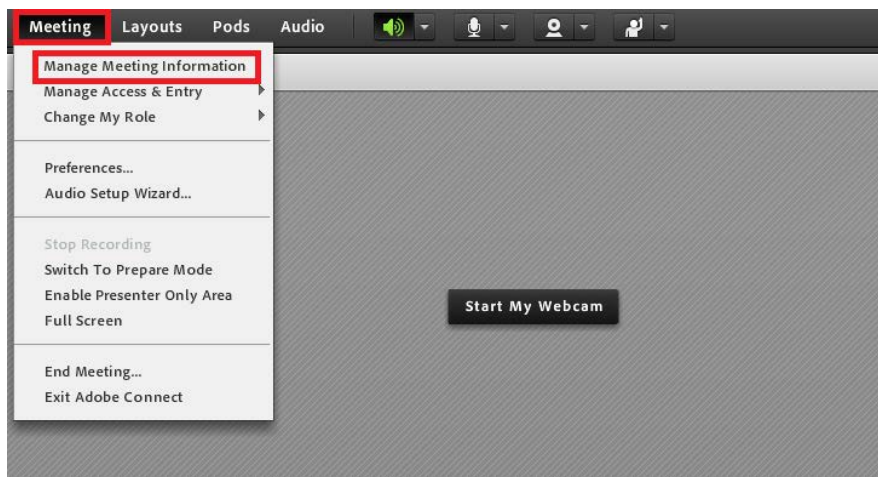 Meeting Layouts Pods Audio
Manage Meeting Information
Manage Access & Entry
Change My Role
Preferences...
Audio Setup Wizard...
Stop Recording
Switch To Prepare Mode
Enable Presenter Only Area
Full Screen
End Meeting...
Exit Adobe Connect
Start My Webcam